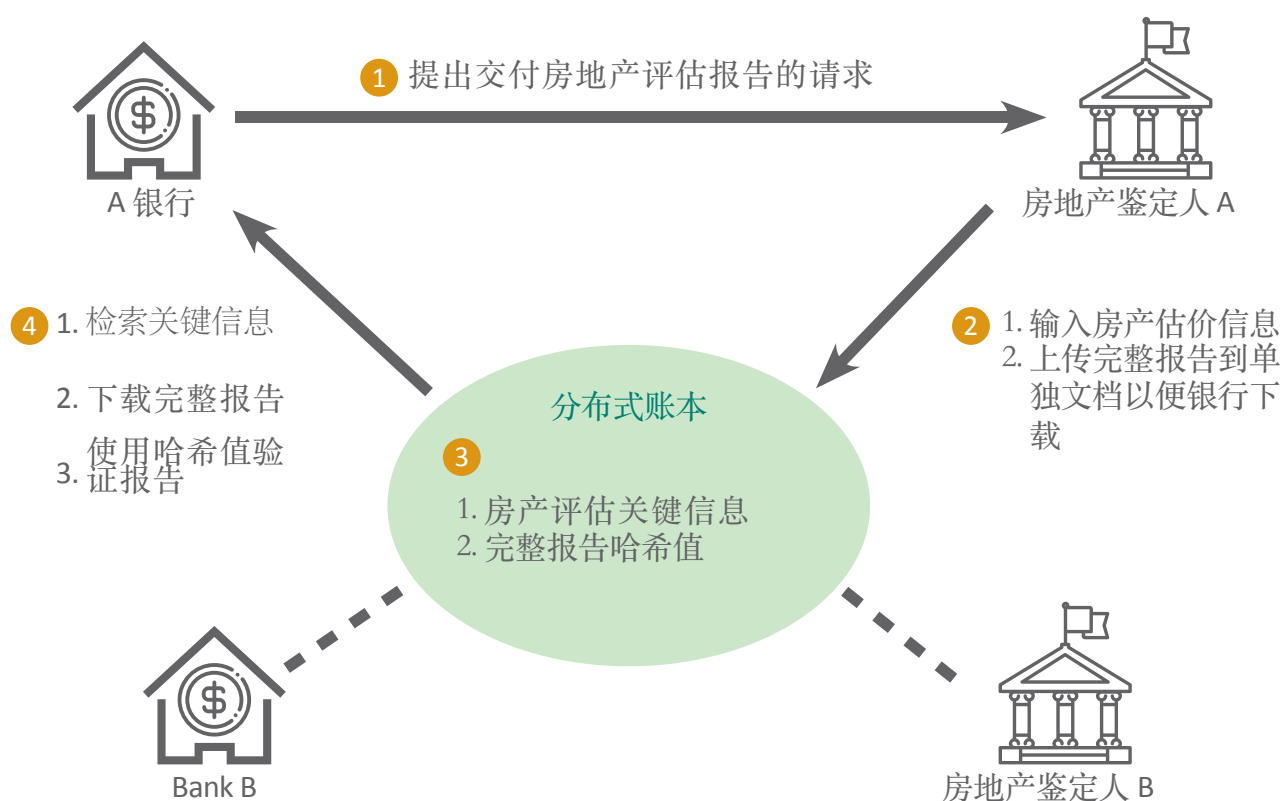 1 提出交付房地产评估报告的请求
A 银行
房地产鉴定人 A
4 1. 检索关键信息
2. 下载完整报告
3. 使用哈希值验
证报告
2 1. 输入房产估价信息
2. 上传完整报告到单
独文档以便银行下
载
分布式账本
3
1. 房产评估关键信息
2. 完整报告哈希值
Bank B
房地产鉴定人 B